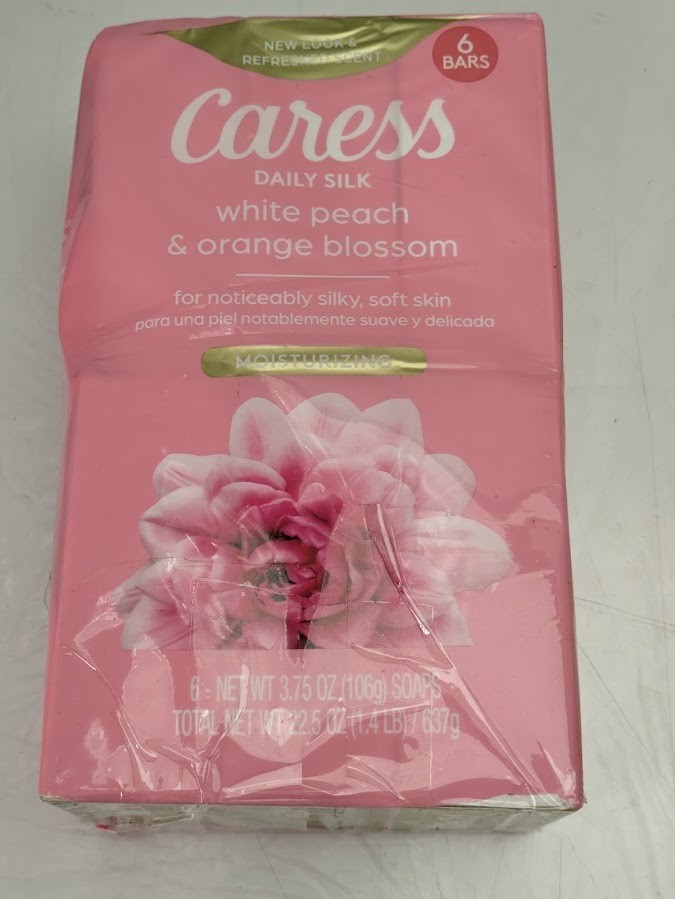 NEW LOOK &
REFRESHED SCENT
6
BARS
Caress
DAILY SILK
white peach
& orange blossom
for noticeably silky, soft skin
para una piel notablemente suave y delicada
MOISTURIZING
6 - NET WT 3.75 OZ (106g) SOAPS
TOTAL NET WT 22.5 OZ (1.4 LB) / 637g